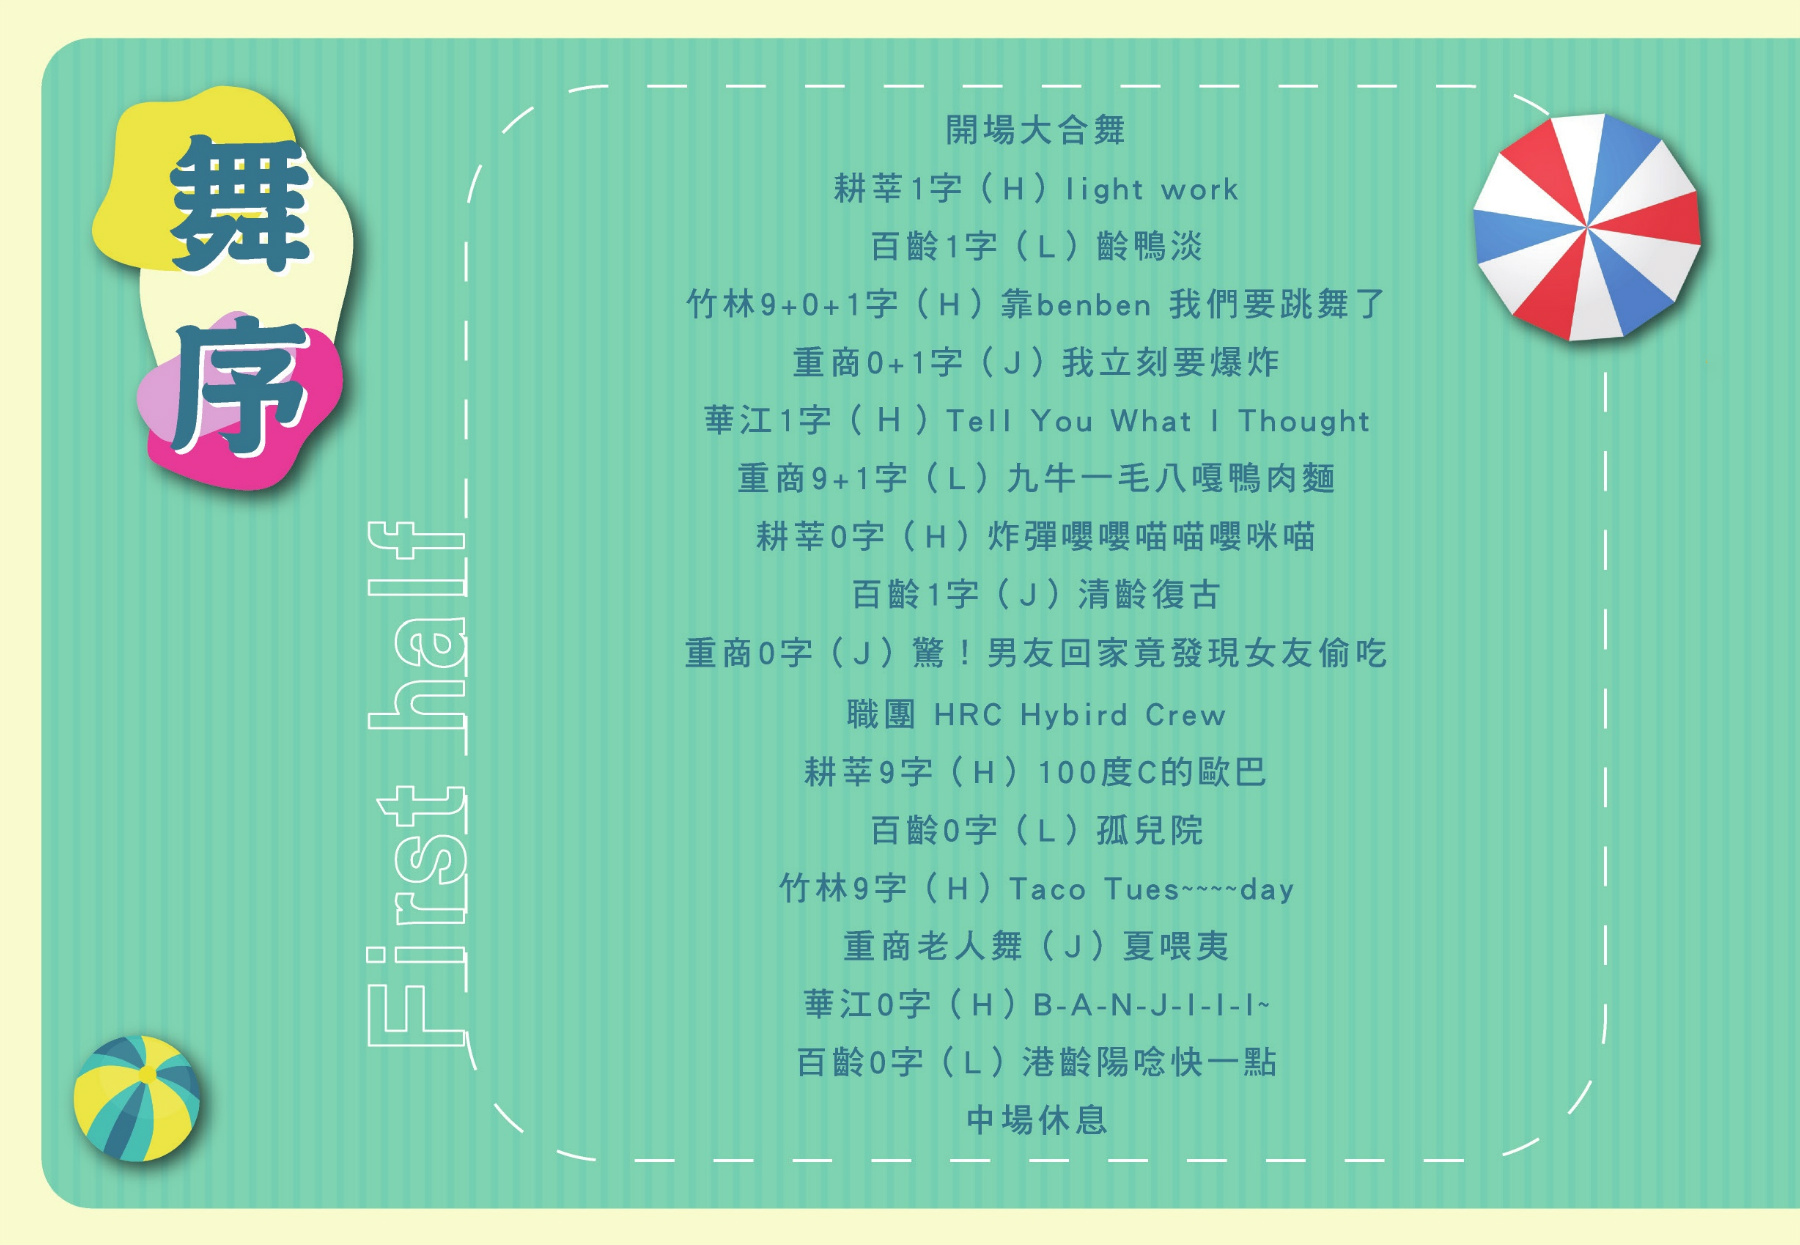 舞序
First half
開場大合舞
耕莘1字（H）light work
百齡1字（L）齡鴨淡
竹林9+0+1字（H）靠benben 我們要跳舞了
重商0+1字（J）我立刻要爆炸
華江1字（H）Tell You What I Thought
重商9+1字（L）九牛一毛八嘎鴨肉麵
耕莘0字（H）炸彈嚶嚶喵喵嚶咪喵
百齡1字（J）清齡復古
重商0字（J）驚！男友回家竟發現女友偷吃
職團 HRC Hybird Crew
耕莘9字（H）100度C的歐巴
百齡0字（L）孤兒院
竹林9字（H）Taco Tues~~~~day
重商老人舞（J）夏喂夷
華江0字（H）B-A-N-J-I-I-I~
百齡0字（L）港齡陽唸快一點
中場休息